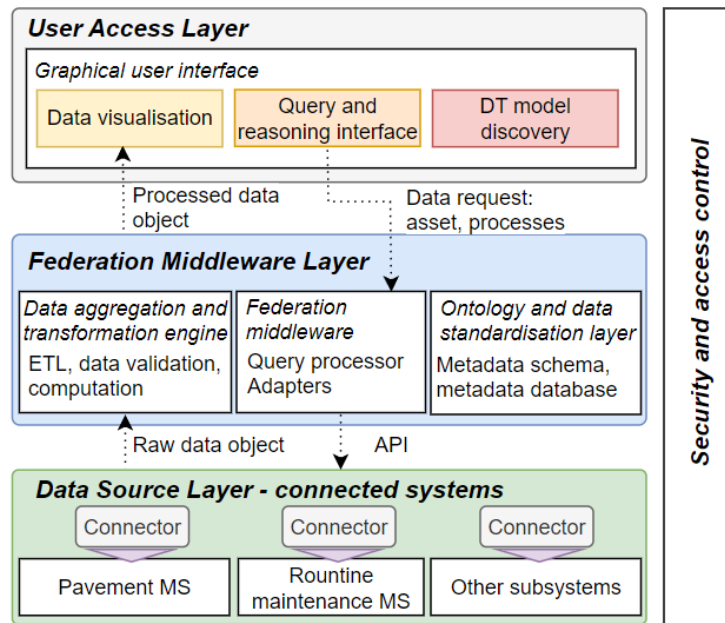 User Access Layer
Graphical user interface
Data visualisation
Query and
reasoning interface
DT model
discovery
Processed data
object
Data request:
asset, processes
Federation Middleware Layer
Data aggregation and
transformation engine
ETL, data validation,
computation
Federation
middleware
Query processor
Adapters
Ontology and data
standardisation layer
Metadata schema,
metadata database
Raw data object
API
Data Source Layer - connected systems
Connector
Connector
Connector
Pavement MS
Rountine
maintenance MS
Other subsystems
Security and access control